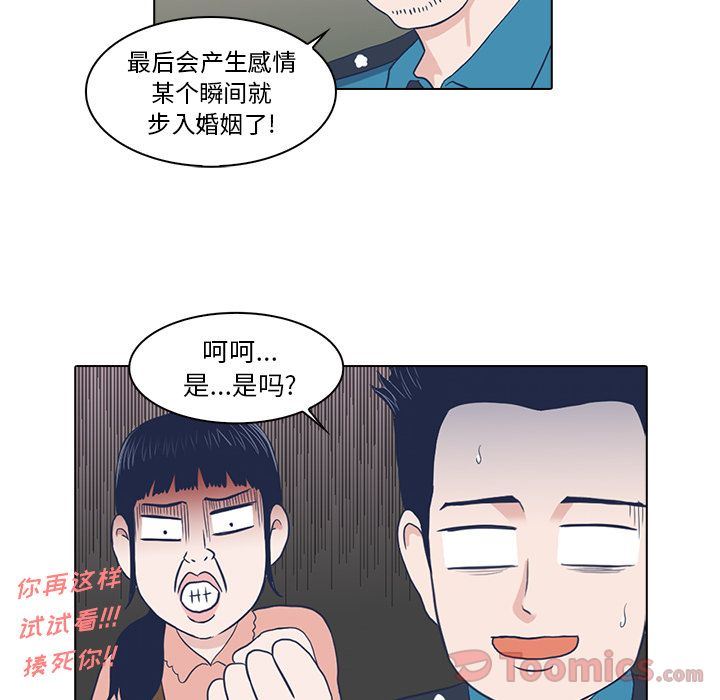 最后会产生感情
某个瞬间就
步入婚姻了!
呵呵...
是...是吗?
你再这样
试试看!!!
揍死你!!
Toomics.com